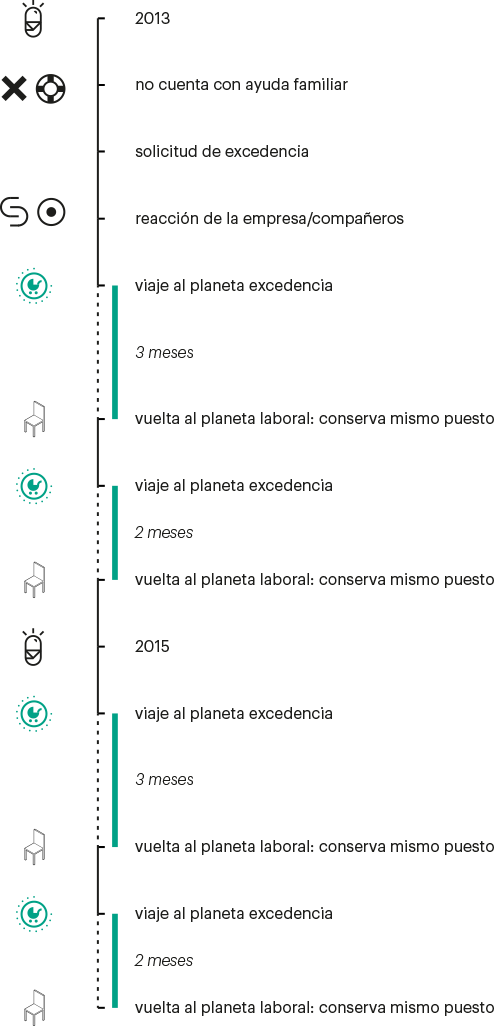 2013
no cuenta con ayuda familiar
solicitud de excedencia
reacción de la empresa/compañeros
viaje al planeta excedencia
3 meses
vuelta al planeta laboral: conserva mismo puesto
viaje al planeta excedencia
2 meses
vuelta al planeta laboral: conserva mismo puesto
2015
viaje al planeta excedencia
3 meses
vuelta al planeta laboral: conserva mismo puesto
viaje al planeta excedencia
2 meses
vuelta al planeta laboral: conserva mismo puesto